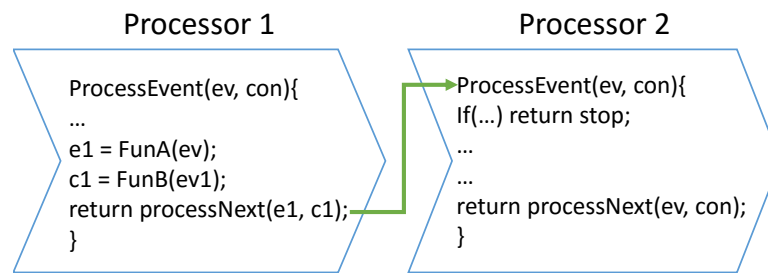 Processor 1
ProcessEvent(ev, con){
...
e1 = FunA(ev);
c1 = FunB(ev1);
return processNext(e1, c1);
}
Processor 2
ProcessEvent(ev, con){
If(...) return stop;
...
...
return processNext(ev, con);
}